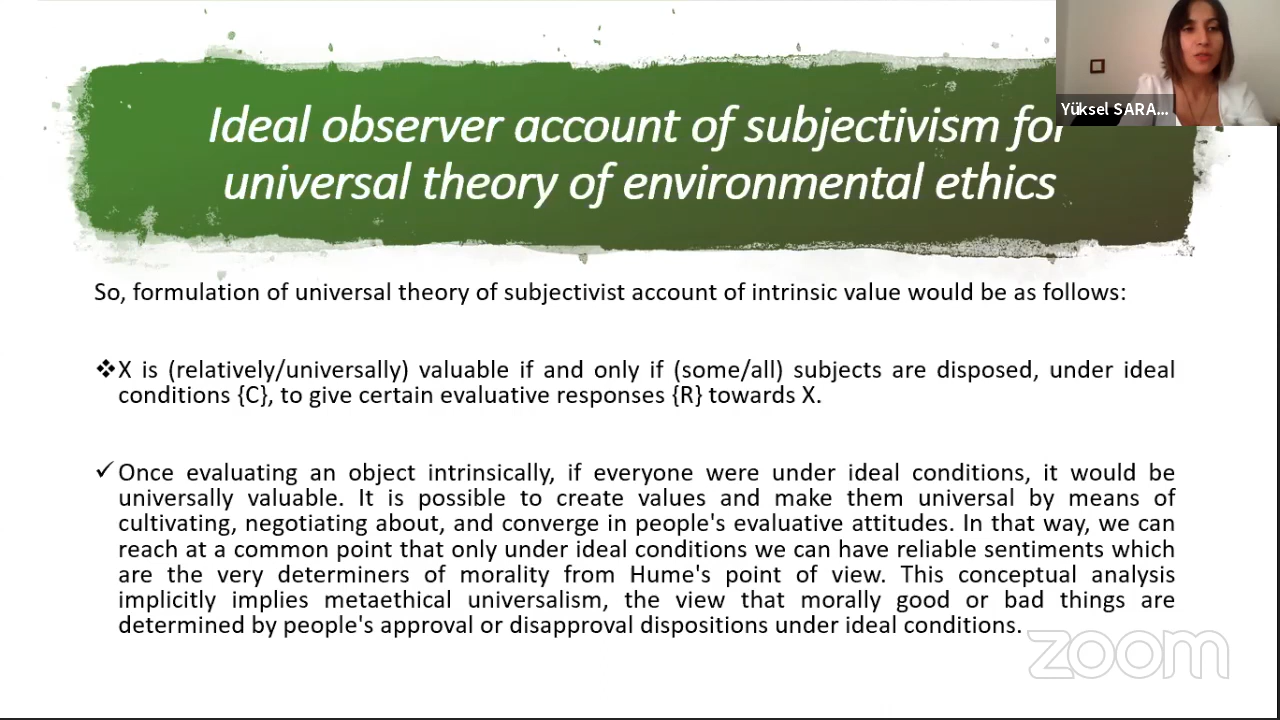 Ideal observer account of subjectivism for
universal theory of environmental ethics
Yüksel SARA...
So, formulation of universal theory of subjectivist account of intrinsic value would be as follows:
❖X is (relatively/universally) valuable if and only if (some/all) subjects are disposed, under ideal
conditions {C}, to give certain evaluative responses {R} towards X.
✓Once evaluating an object intrinsically, if everyone were under ideal conditions, it would be
universally valuable. It is possible to create values and make them universal by means of
cultivating, negotiating about, and converge in people's evaluative attitudes. In that way, we can
reach at a common point that only under ideal conditions we can have reliable sentiments which
are the very determiners of morality from Hume's point of view. This conceptual analysis
implicitly implies metaethical universalism, the view that morally good or bad things are
determined by people's approval or disapproval dispositions under ideal conditions.
zoom